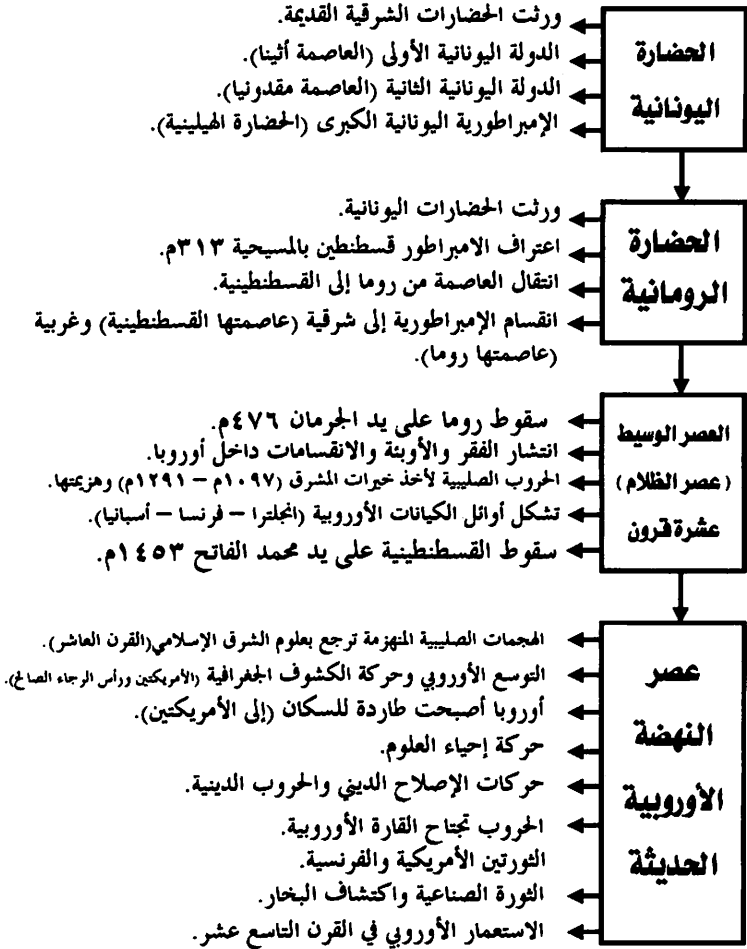 الحضارة
اليونانية
ورثت الحضارات الشرقية القديمة.
الدولة اليونانية الأولى (العاصمة أثينا).
الدولة اليونانية الثانية (العاصمة مقدونيا).
الإمبراطورية اليونانية الكبرى (الحضارة الهيلينية).
الحضارة
الرومانية
ورثت الحضارات اليونانية.
اعتراف الامبراطور قسطنطين بالمسيحية ٣١٣م.
انتقال العاصمة من روما إلى القسطنطينية.
انقسام الإمبراطورية إلى شرقية (عاصمتها القسطنطينية) وغربية
(عاصمتها روما).
العصر الوسيط
(عصر الظلام)
عشرة قرون
سقوط روما على يد الجرمان ٤٧٦م.
انتشار الفقر والأوبئة والانقسامات داخل أوروبا.
الحروب الصليبية لأخذ خيرات المشرق (١٠٩٧م – ١٢٩١م) وهزيمتها.
تشكل أوائل الكيانات الأوروبية (انجلترا – فرنسا – أسبانيا).
سقوط القسطنطينية على يد محمد الفاتح ١٤٥٣م.
عصر
النهضة
الأوروبية
الحديثة
الهجمات الصليبية المنهزمة ترجع بعلوم الشرق الإسلامي(القرن العاشر).
التوسع الأوروبي وحركة الكشوف الجغرافية (الأمريكتين ورأس الرجاء الصالح).
أوروبا أصبحت طاردة للسكان (إلى الأمريكتين).
حركة إحياء العلوم.
حركات الإصلاح الديني والحروب الدينية.
الحروب تجتاح القارة الأوروبية.
الثورتين الأمريكية والفرنسية.
الثورة الصناعية واكتشاف البخار.
الاستعمار الأوروبي في القرن التاسع عشر.